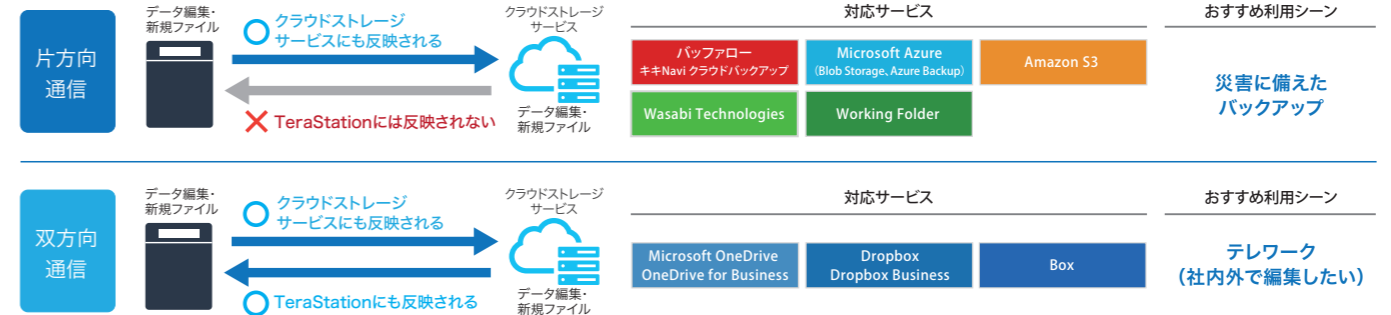 片方向
通信
データ編集・
新規ファイル
クラウドストレージ
サービスにも反映される
TeraStationには反映されない
クラウドストレージ
サービス
データ編集・
新規ファイル
対応サービス
バッファロー
キキNavi クラウドバックアップ
Microsoft Azure
(Blob Storage、Azure Backup)
Amazon S3
Wasabi Technologies
Working Folder
おすすめ利用シーン
災害に備えた
バックアップ
双方向
通信
データ編集・
新規ファイル
クラウドストレージ
サービスにも反映される
TeraStationにも反映される
クラウドストレージ
サービス
データ編集・
新規ファイル
対応サービス
Microsoft OneDrive
OneDrive for Business
Dropbox
Dropbox Business
Box
おすすめ利用シーン
テレワーク
(社内外で編集したい)